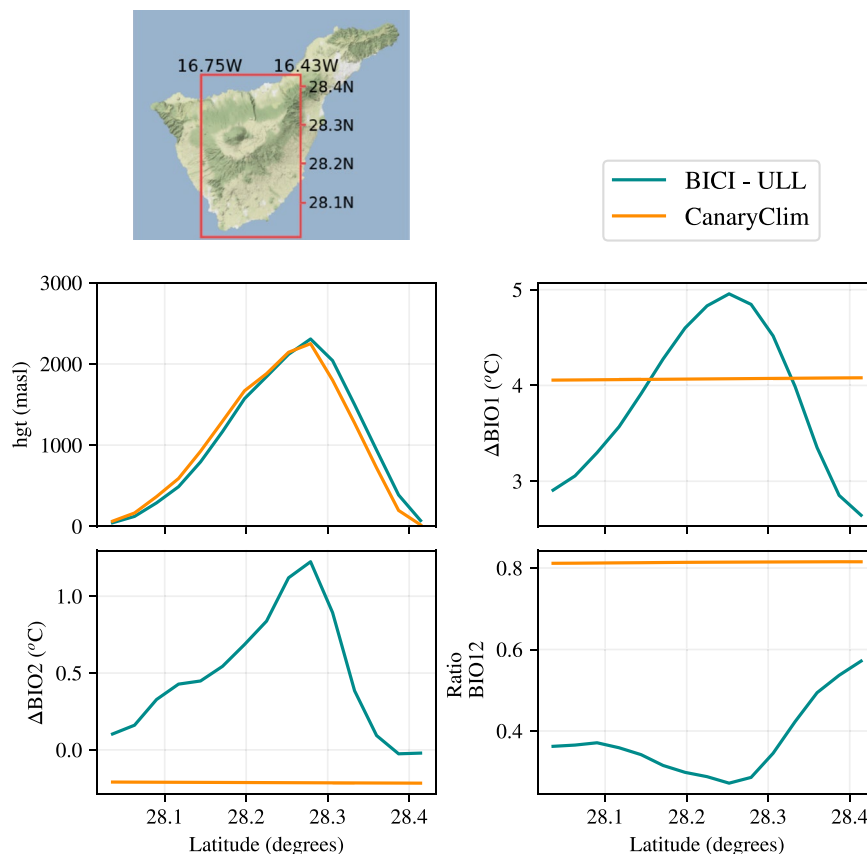 16.75W 16.43W
28.4N
28.3N
28.2N
28.1N
BICI - ULL
CanaryClim
3000
2000
1000
0
hgt (masl)
28.1 28.2 28.3 28.4
5
4
3
ΔBIO1 (°C)
1.0
0.5
0.0
ΔBIO2 (°C)
28.1 28.2 28.3 28.4
Latitude (degrees)
0.8
0.6
0.4
Ratio
BIO12
Latitude (degrees)